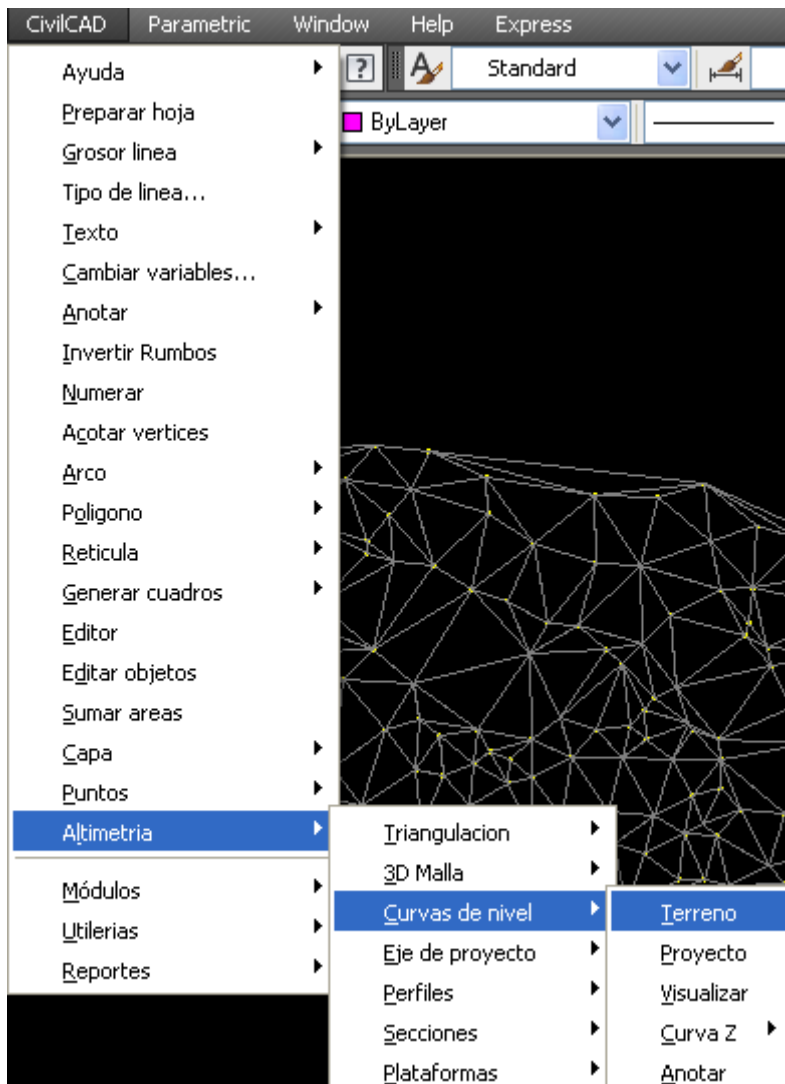 CivilCAD Parametric Window Help Express
Ayuda
? A Standard
Preparar hoja
ByLayer
Grosor linea
Tipo de linea...
Texto
Cambiar variables...
Anotar
Invertir Rumbos
Numerar
Acotar vertices
Arco
Poligono
Reticula
Generar cuadros
Editor
Editar objetos
Sumar areas
Capa
Puntos
Altimetria
Módulos
Utilerias
Reportes
Triangulacion
3D Malla
Curvas de nivel
Eje de proyecto
Perfiles
Secciones
Plataformas
Terreno
Proyecto
Visualizar
Curva Z
Anotar